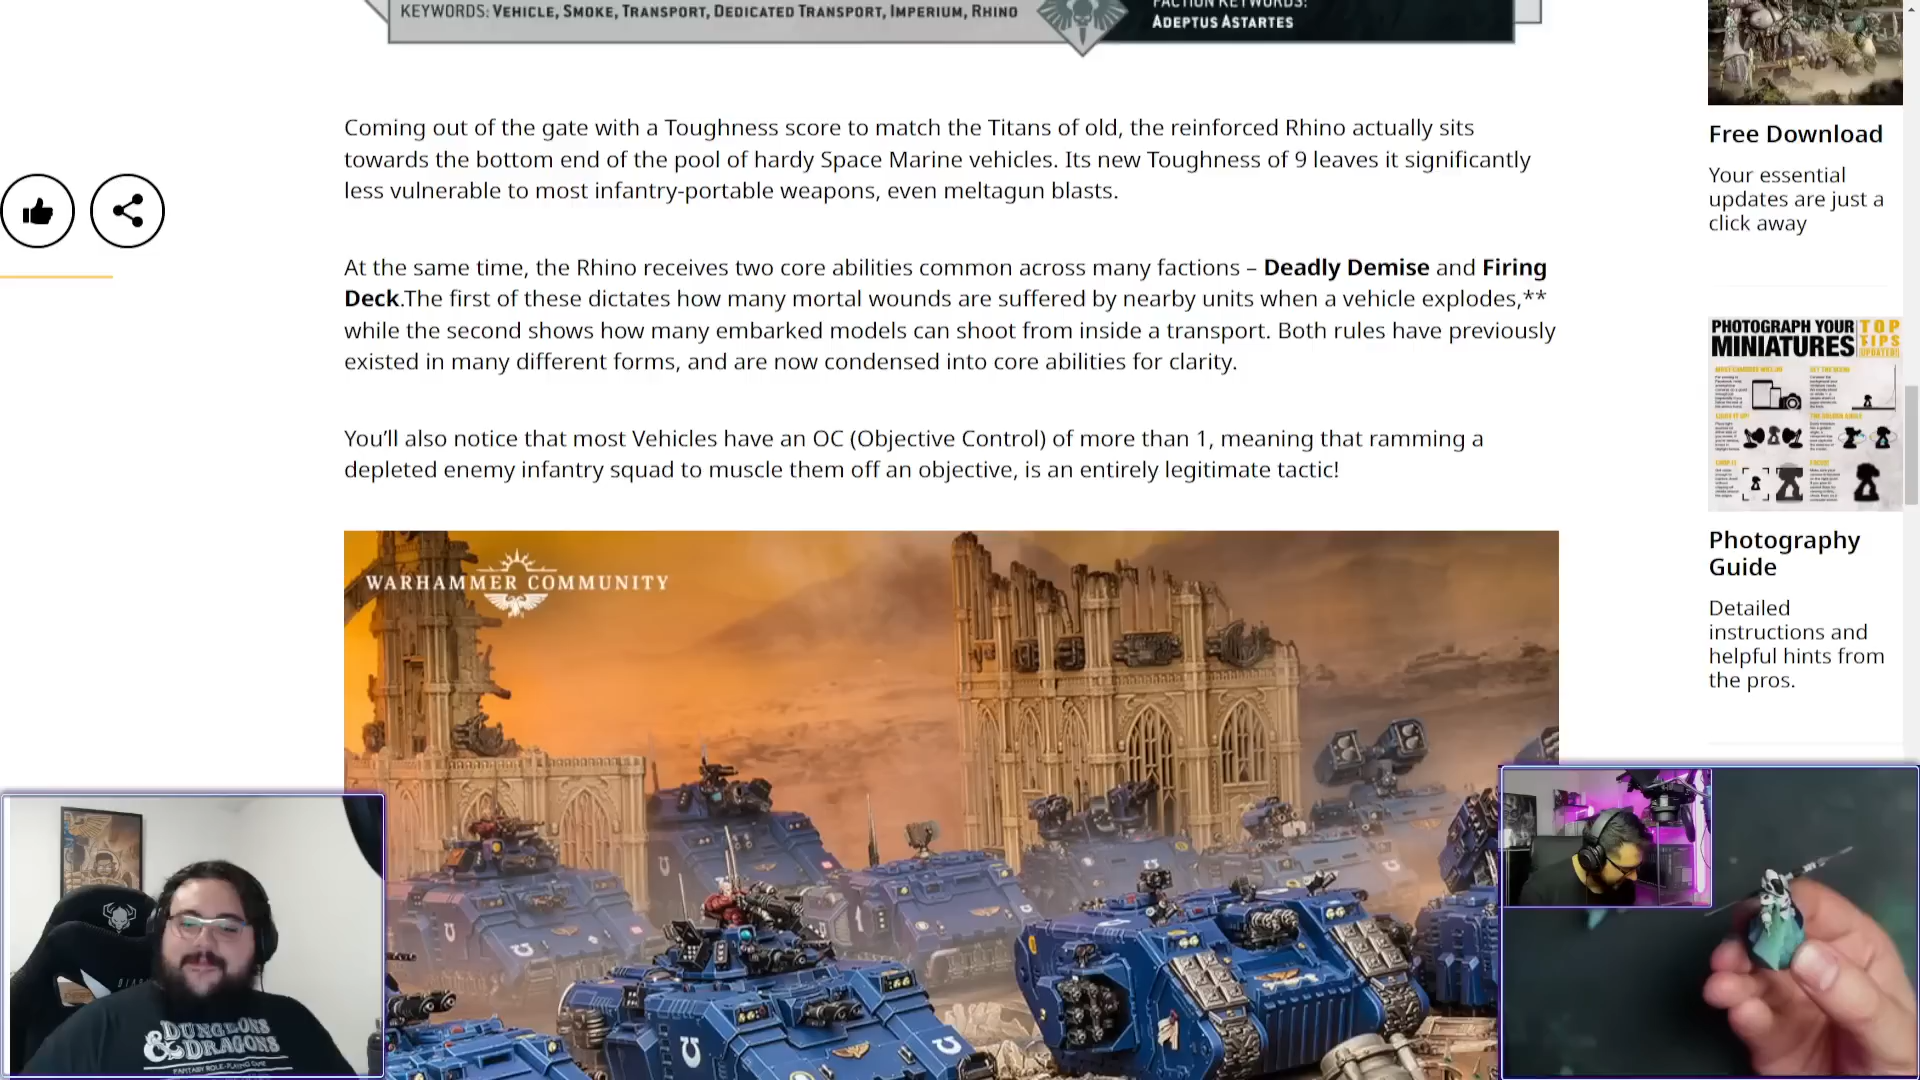 KEYWORDS: VEHICLE, SMOKE, TRANSPORT, DEDICATED TRANSPORT, IMPERIUM, RHINO
FACTION KEYWORDS:
ADEPTUS ASTARTES
Coming out of the gate with a Toughness score to match the Titans of old, the reinforced Rhino actually sits
towards the bottom end of the pool of hardy Space Marine vehicles. Its new Toughness of 9 leaves it significantly
less vulnerable to most infantry-portable weapons, even meltagun blasts.
At the same time, the Rhino receives two core abilities common across many factions – Deadly Demise and Firing
Deck.The first of these dictates how many mortal wounds are suffered by nearby units when a vehicle explodes,**
while the second shows how many embarked models can shoot from inside a transport. Both rules have previously
existed in many different forms, and are now condensed into core abilities for clarity.
You’ll also notice that most Vehicles have an OC (Objective Control) of more than 1, meaning that ramming a
depleted enemy infantry squad to muscle them off an objective, is an entirely legitimate tactic!
WARHAMMER COMMUNITY
Free Download
Your essential
updates are just a
click away
PHOTOGRAPH YOUR
MINIATURES
TOP
TIPS
UPDATED!
Photography
Guide
Detailed
instructions and
helpful hints from
the pros.
DUNGEONS
& DRAGONS